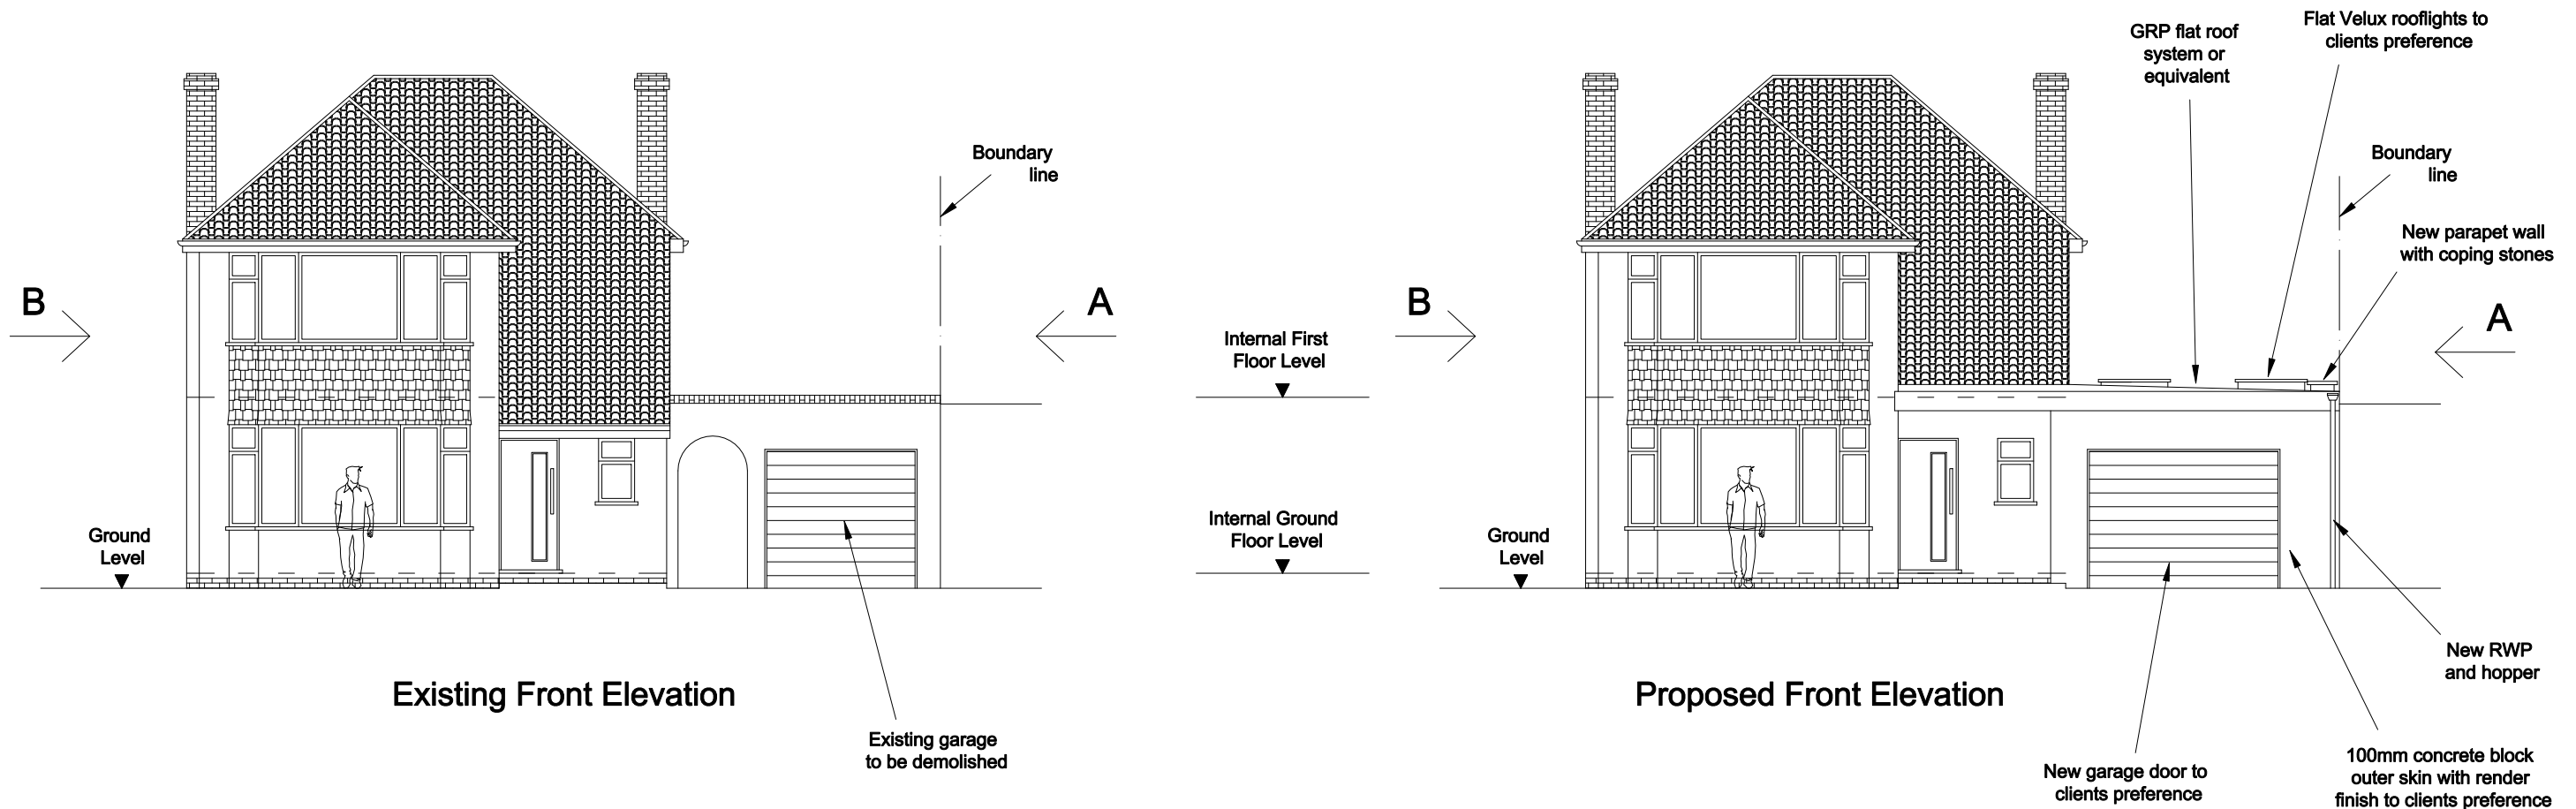 Boundary
line
B
A
Ground
Level
Existing Front Elevation
Existing garage
to be demolished
Internal First
Floor Level
Internal Ground
Floor Level
GRP flat roof
system or
equivalent
Flat Velux rooflights to
clients preference
Boundary
line
New parapet wall
with coping stones
B
A
Ground
Level
New RWP
and hopper
Proposed Front Elevation
New garage door to
clients preference
100mm concrete block
outer skin with render
finish to clients preference